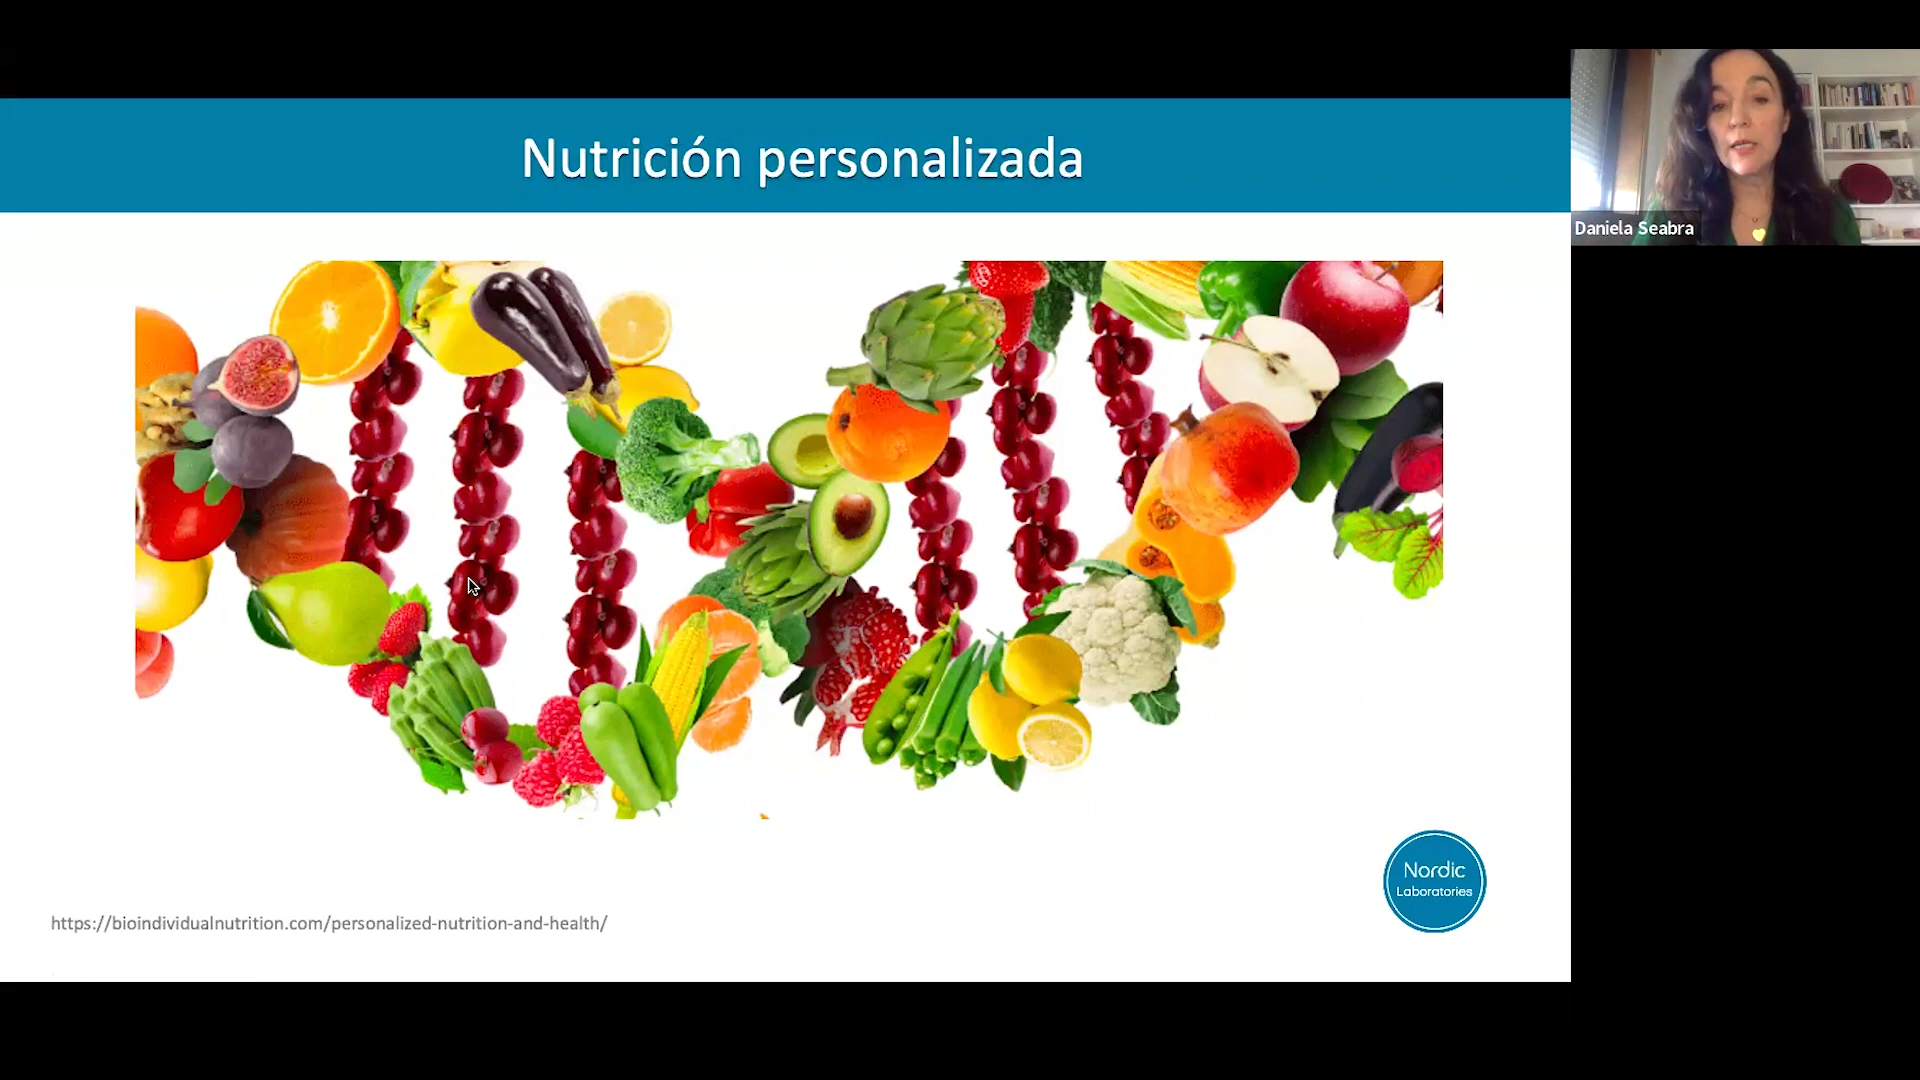 Nutrición personalizada
Daniela Seabra
Nordic
Laboratories
https://bioindividualnutrition.com/personalized-nutrition-and-health/